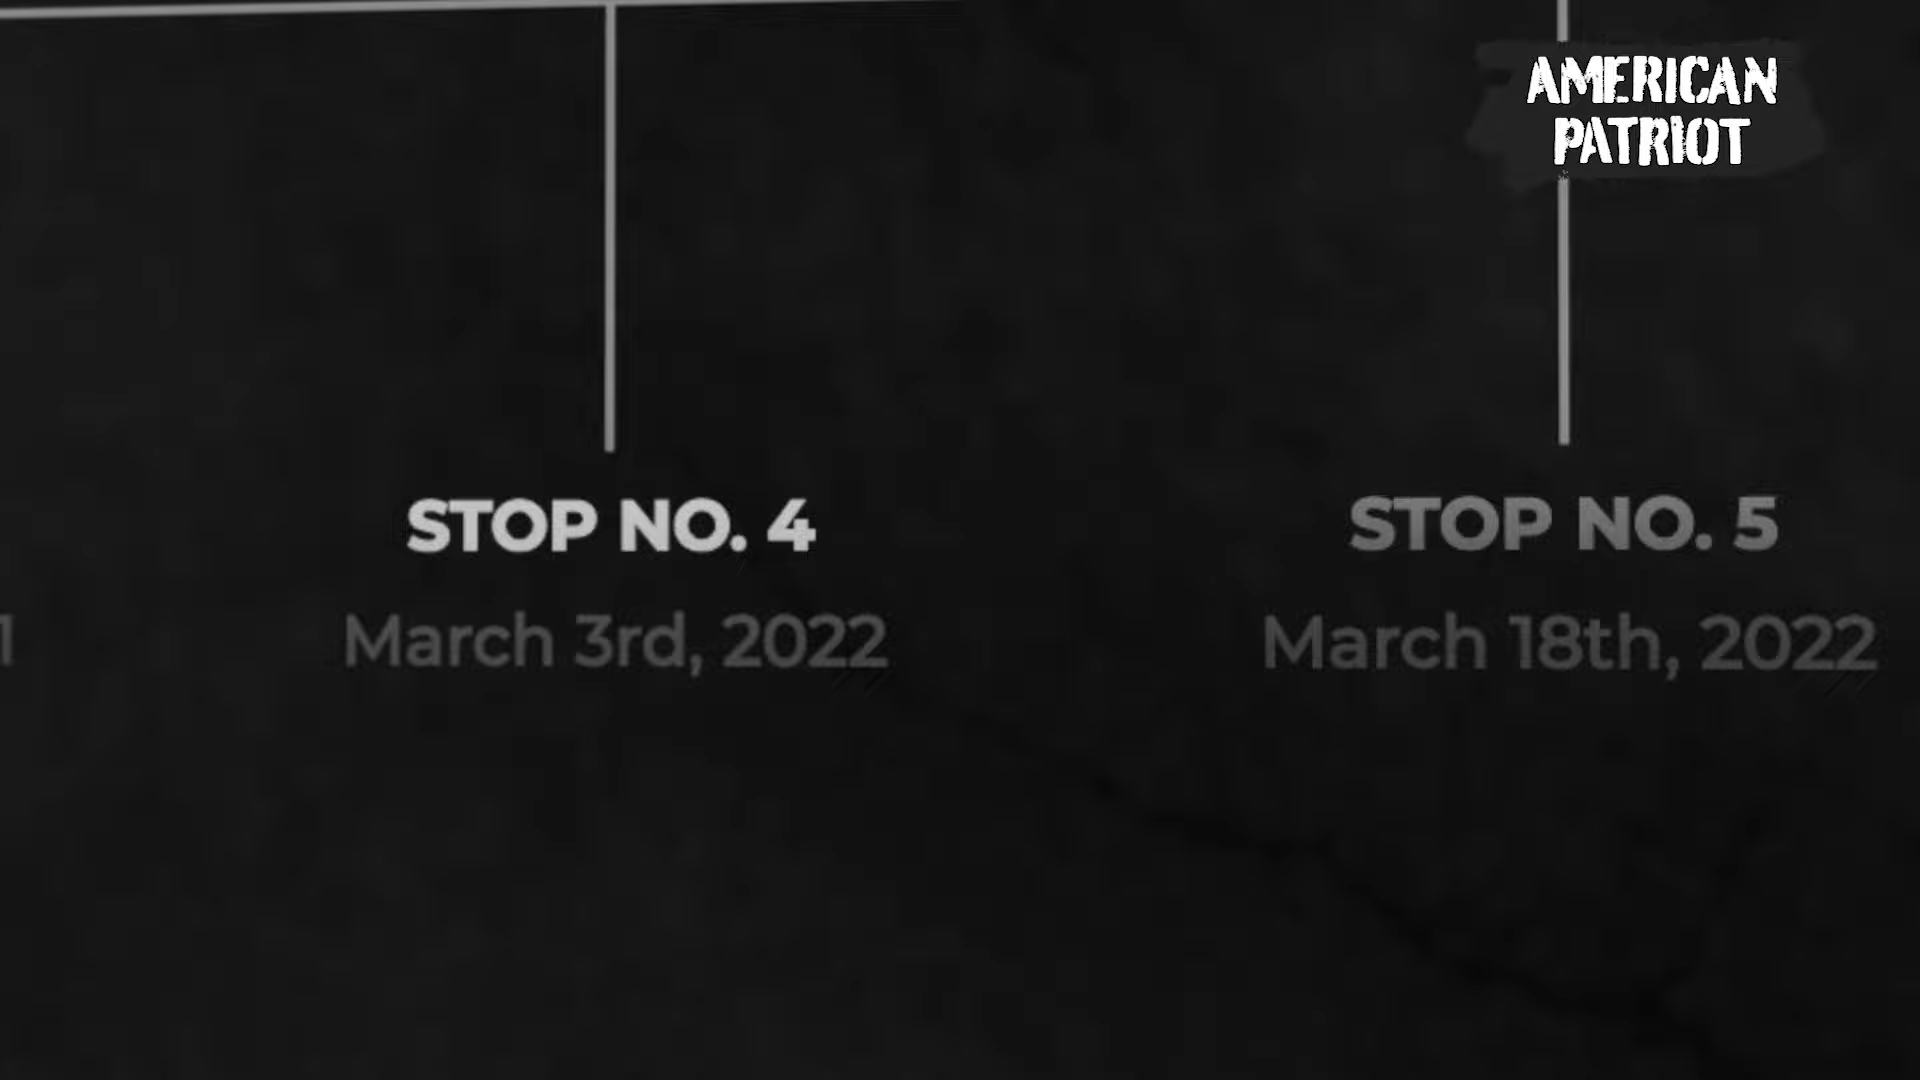 AMERICAN
PATRIOT
STOP NO. 4
March 3rd, 2022
STOP NO. 5
March 18th, 2022